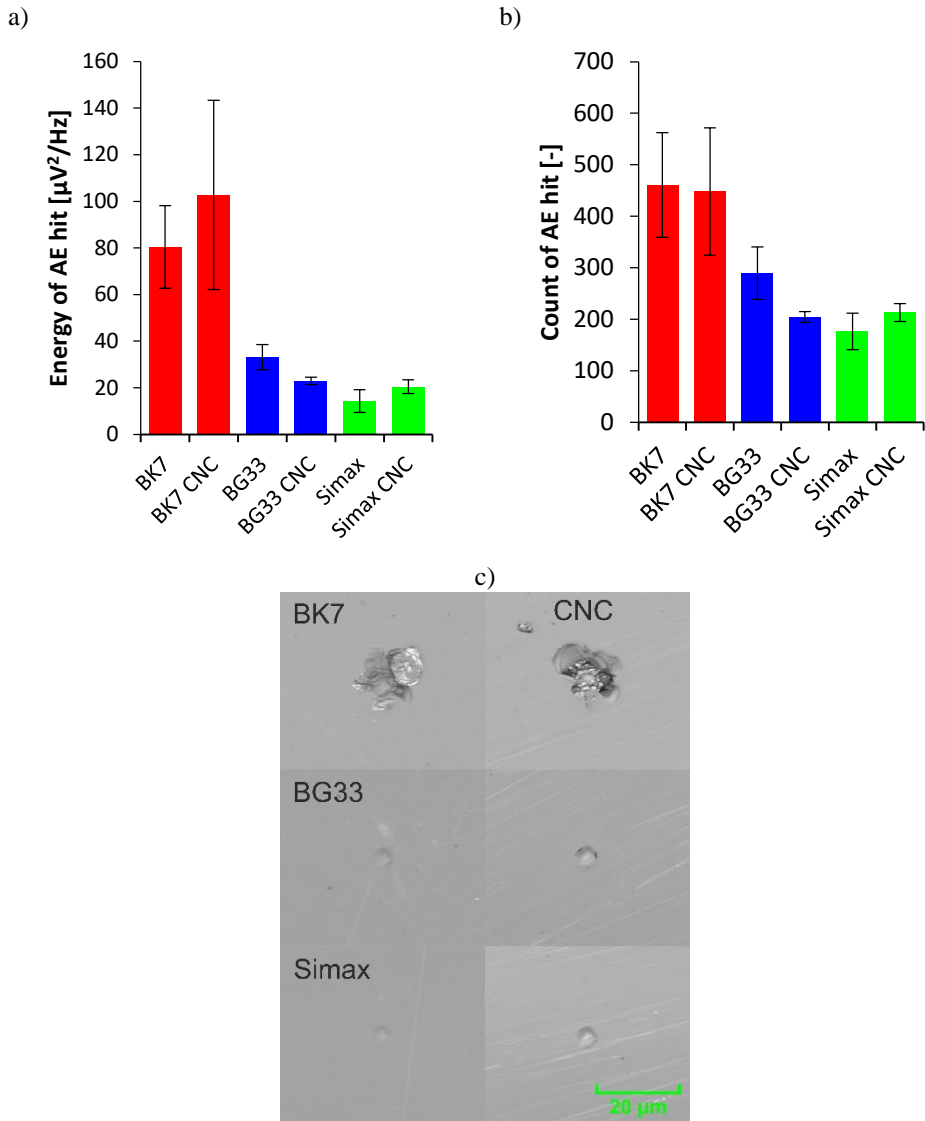 a)
b)
Energy of AE hit [µV²/Hz]
160
140
120
100
80
60
40
20
0
BK7
BK7 CNC
BG33
BG33 CNC
Simax
Simax CNC
Count of AE hit [-]
700
600
500
400
300
200
100
0
BK7
BK7 CNC
BG33
BG33 CNC
Simax
Simax CNC
c)
BK7
CNC
BG33
Simax
20 µm